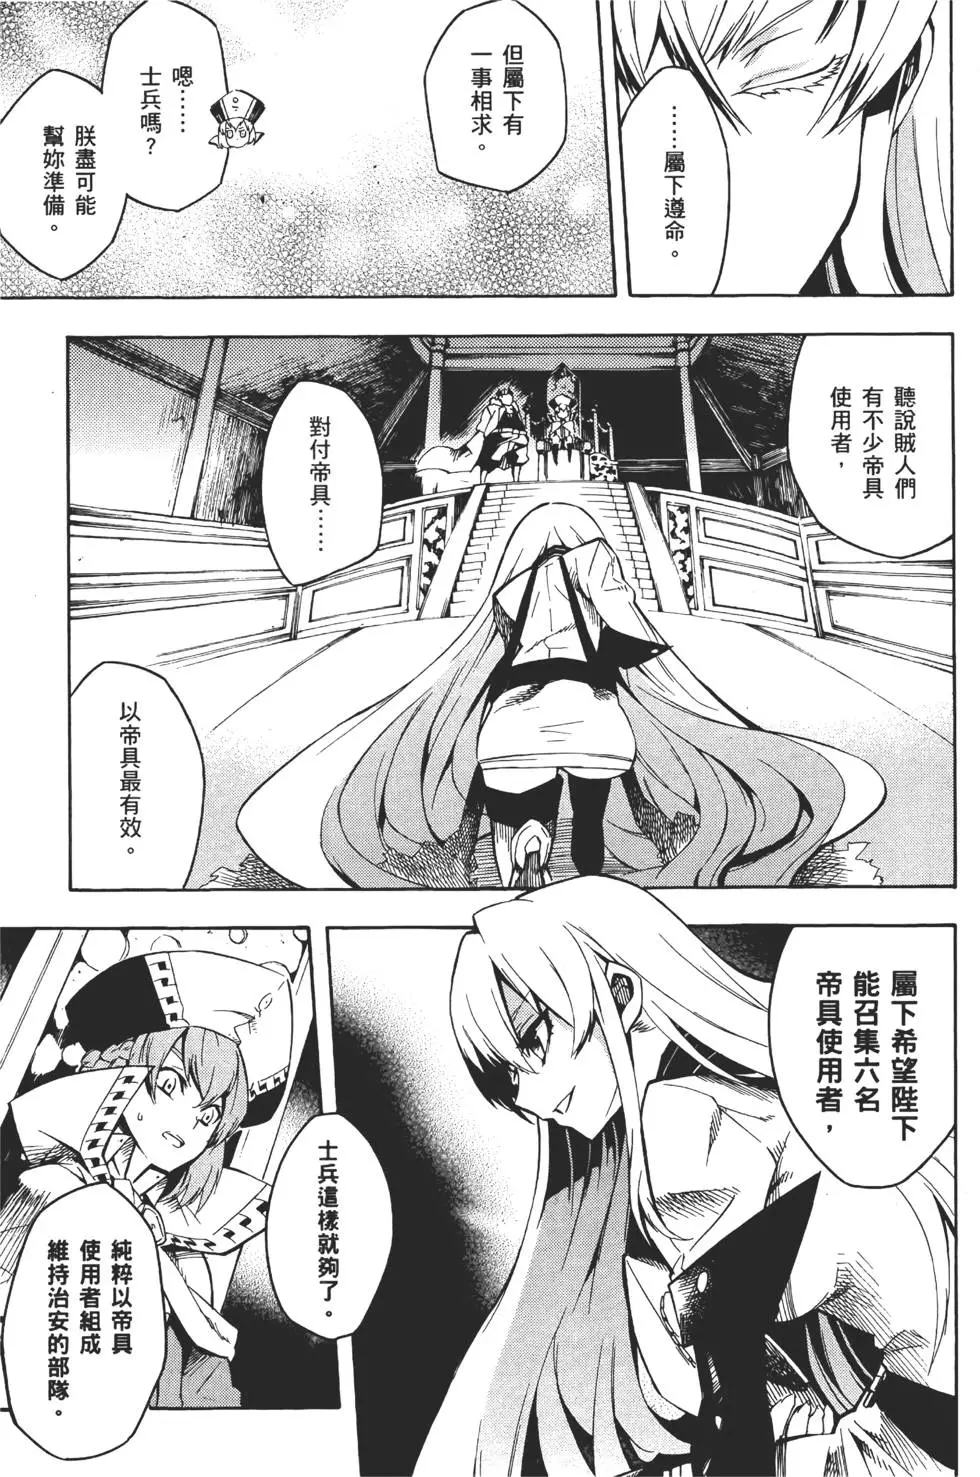 ……屬下遵命。
但屬下有
一事相求。
嗯……
士兵嗎？
朕盡可能
幫妳準備。
聽說賊人們
有不少帝具
使用者，
對付帝具……
以帝具最有效。
屬下希望陛下
能召集六名
帝具使用者，
士兵這樣就夠了。
純粹以帝具
使用者組成
維持治安的部隊。